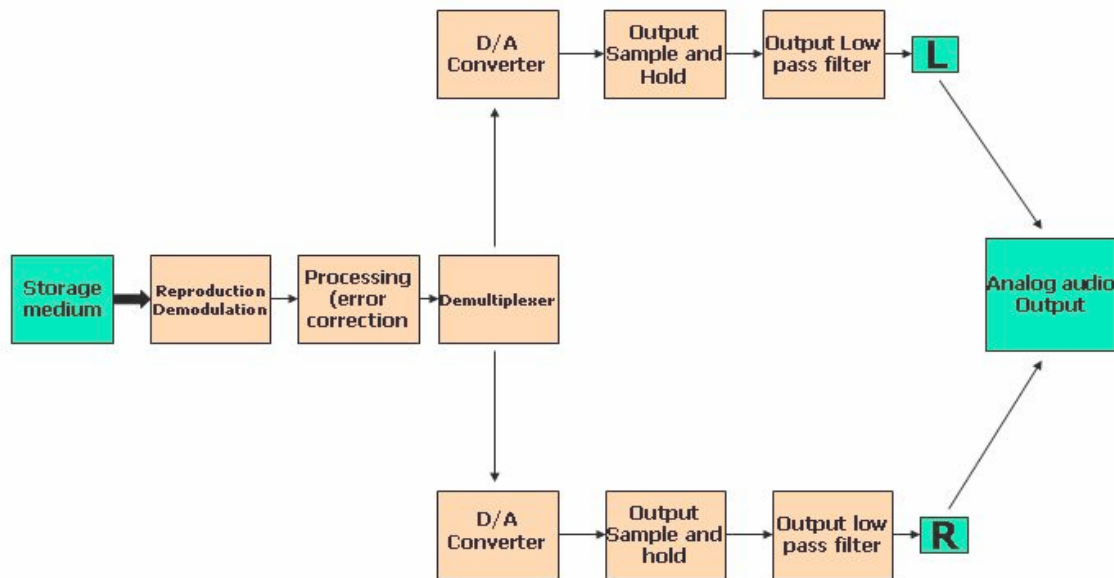 D/A
Converter
Output
Sample and
Hold
Output Low
pass filter
L
Storage
medium
Reproduction
Demodulation
Processing
(error
correction
Demultiplexer
Analog audio
Output
D/A
Converter
Output
Sample and
hold
Output low
pass filter
R